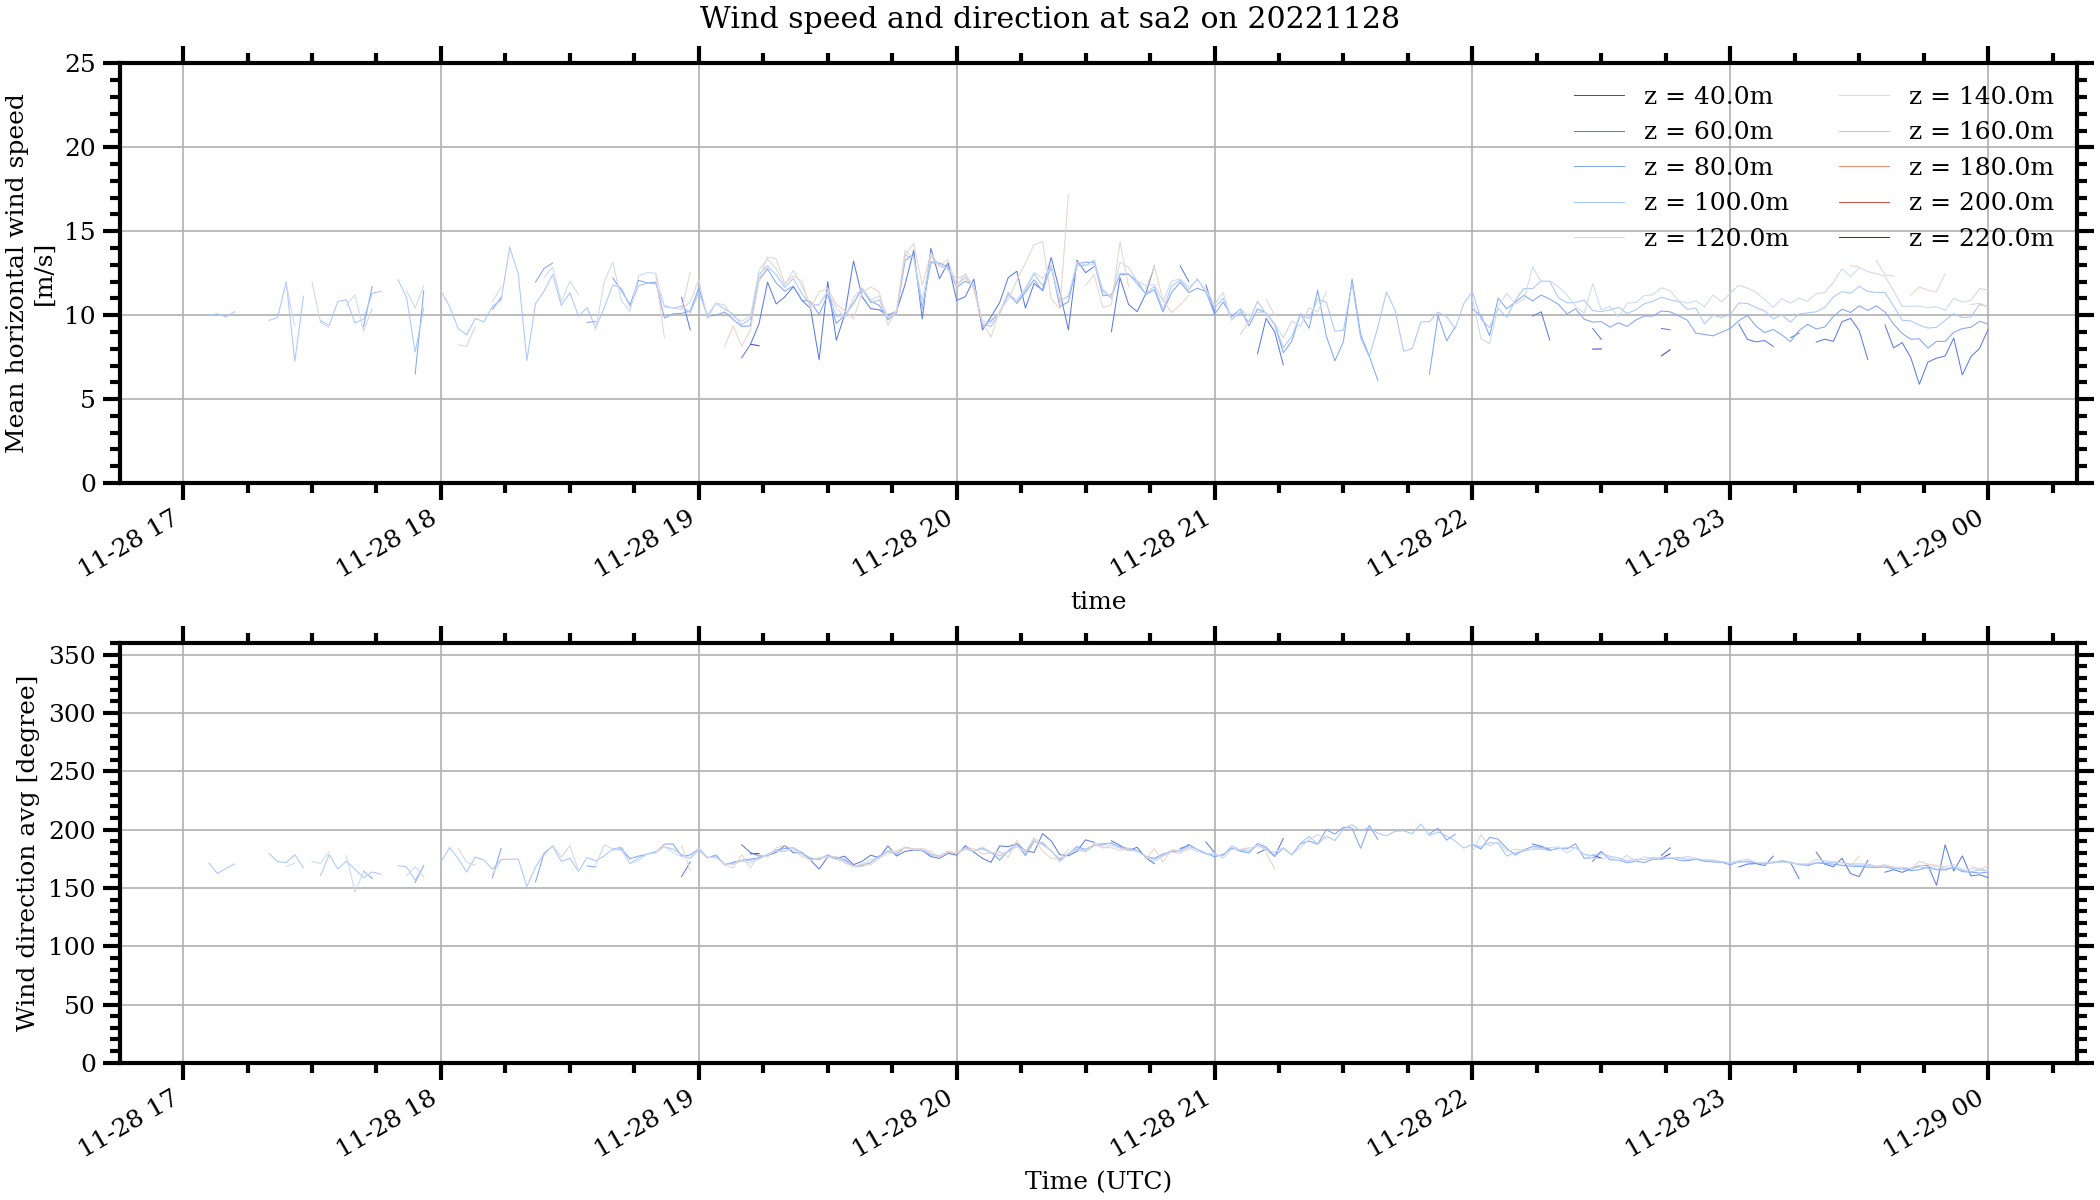 Wind speed and direction at sa2 on 20221128
Mean horizontal wind speed
[m/s]
25
20
15
10
5
0
z = 40.0m
z = 60.0m
z = 80.0m
z = 100.0m
z = 120.0m
z = 140.0m
z = 160.0m
z = 180.0m
z = 200.0m
z = 220.0m
11-28 17
11-28 18
11-28 19
11-28 20
11-28 21
11-28 22
11-28 23
11-29 00
time
Wind direction avg [degree]
350
300
250
200
150
100
50
0
11-28 17
11-28 18
11-28 19
11-28 20
11-28 21
11-28 22
11-28 23
11-29 00
Time (UTC)